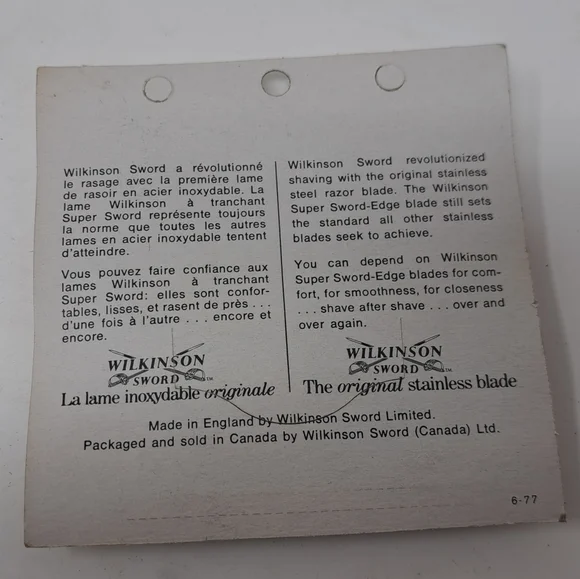 Wilkinson Sword a révolutionné
le rasage avec la première lame
de rasoir en acier inoxydable. La
lame Wilkinson à tranchant
Super Sword représente toujours
la norme que toutes les autres
lames en acier inoxydable tentent
d'atteindre.
Vous pouvez faire confiance aux
lames Wilkinson à tranchant
Super Sword: elles sont confor-
tables, lisses, et rasent de près . . .
d'une fois à l'autre . . . encore et
encore.
WILKINSON
SWORD TM
La lame inoxydable originale
Wilkinson Sword revolutionized
shaving with the original stainless
steel razor blade. The Wilkinson
Super Sword-Edge blade still sets
the standard all other stainless
blades seek to achieve.
You can depend on Wilkinson
Super Sword-Edge blades for com-
fort, for smoothness, for closeness
. . . shave after shave . . . over and
over again.
WILKINSON
SWORD TM
The original stainless blade
Made in England by Wilkinson Sword Limited.
Packaged and sold in Canada by Wilkinson Sword (Canada) Ltd.
6-77